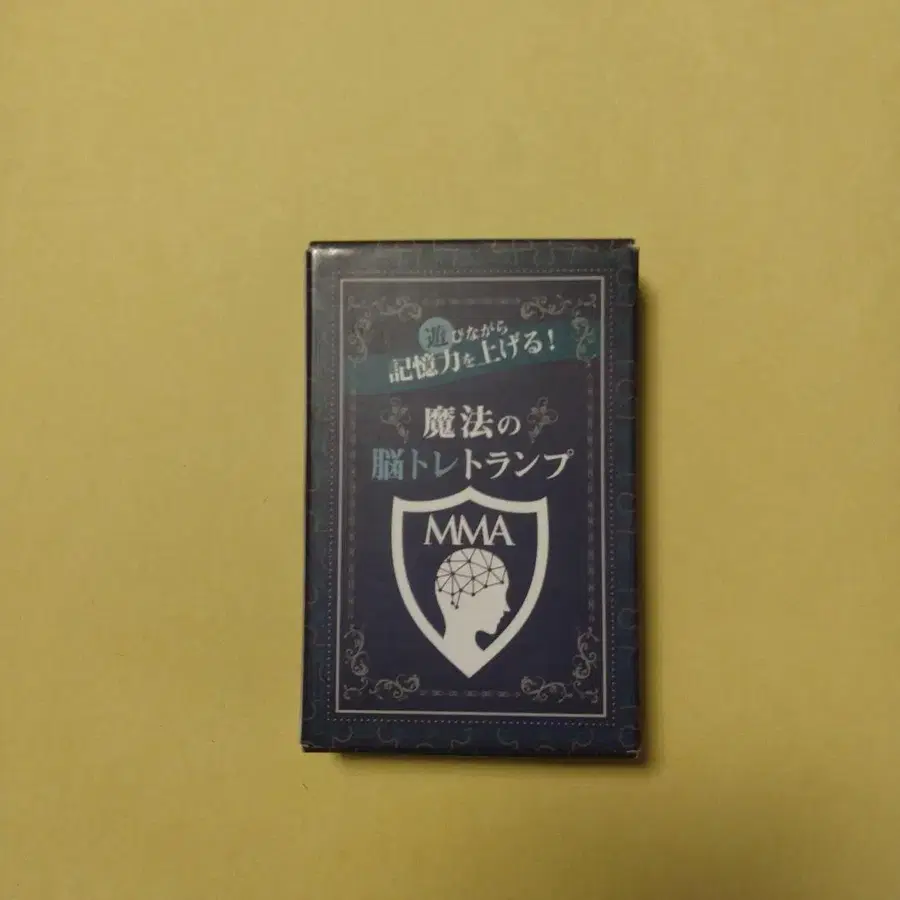 遊びながら
記憶力を上げる!
魔法の
脳トレトランプ
MMA